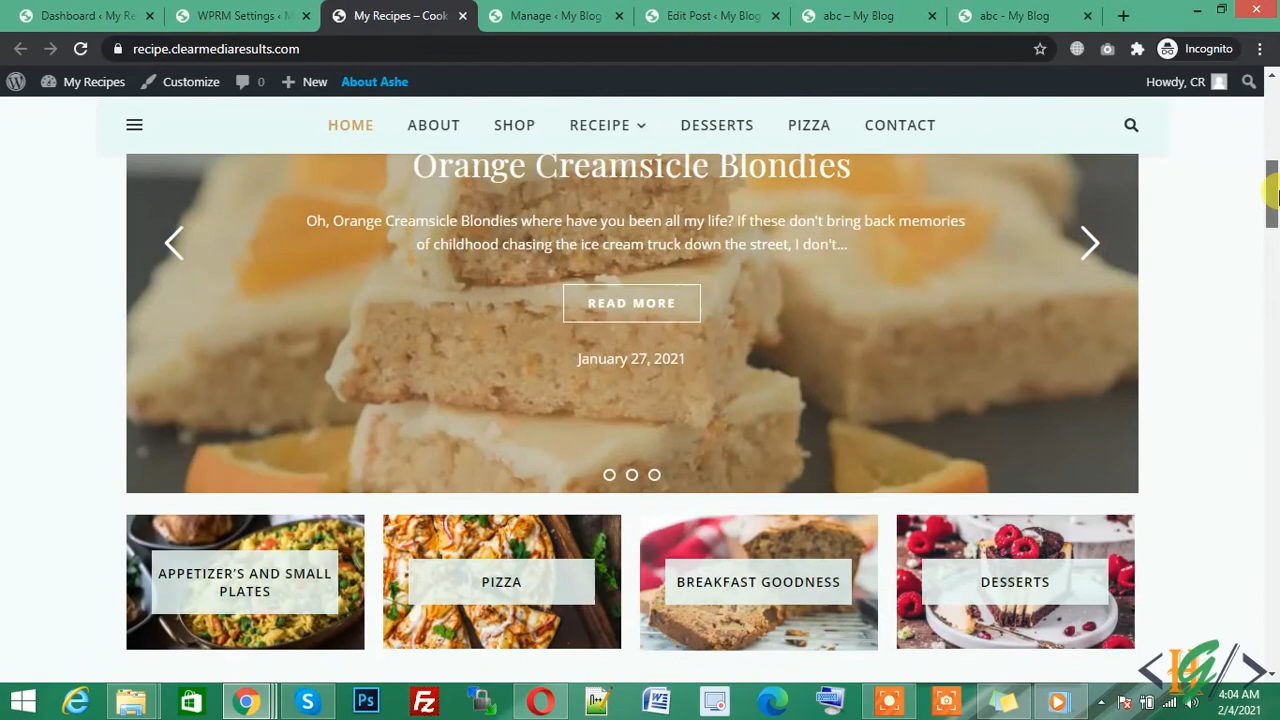 Dashboard ‹ My Re
WPRM Settings ‹ M
My Recipes – Cook
Manage ‹ My Blog
Edit Post ‹ My Blog
abc – My Blog
abc - My Blog
recipe.clearmediaresults.com
Incognito
My Recipes
Customize
0
New
About Ashe
Howdy, CR
HOME
ABOUT
SHOP
RECEIPE
DESSERTS
PIZZA
CONTACT
Orange Creamsicle Blondies
Oh, Orange Creamsicle Blondies where have you been all my life? If these don't bring back memories
of childhood chasing the ice cream truck down the street, I don't...
READ MORE
January 27, 2021
APPETIZER'S AND SMALL
PLATES
PIZZA
BREAKFAST GOODNESS
DESSERTS
4:04 AM
2/4/2021